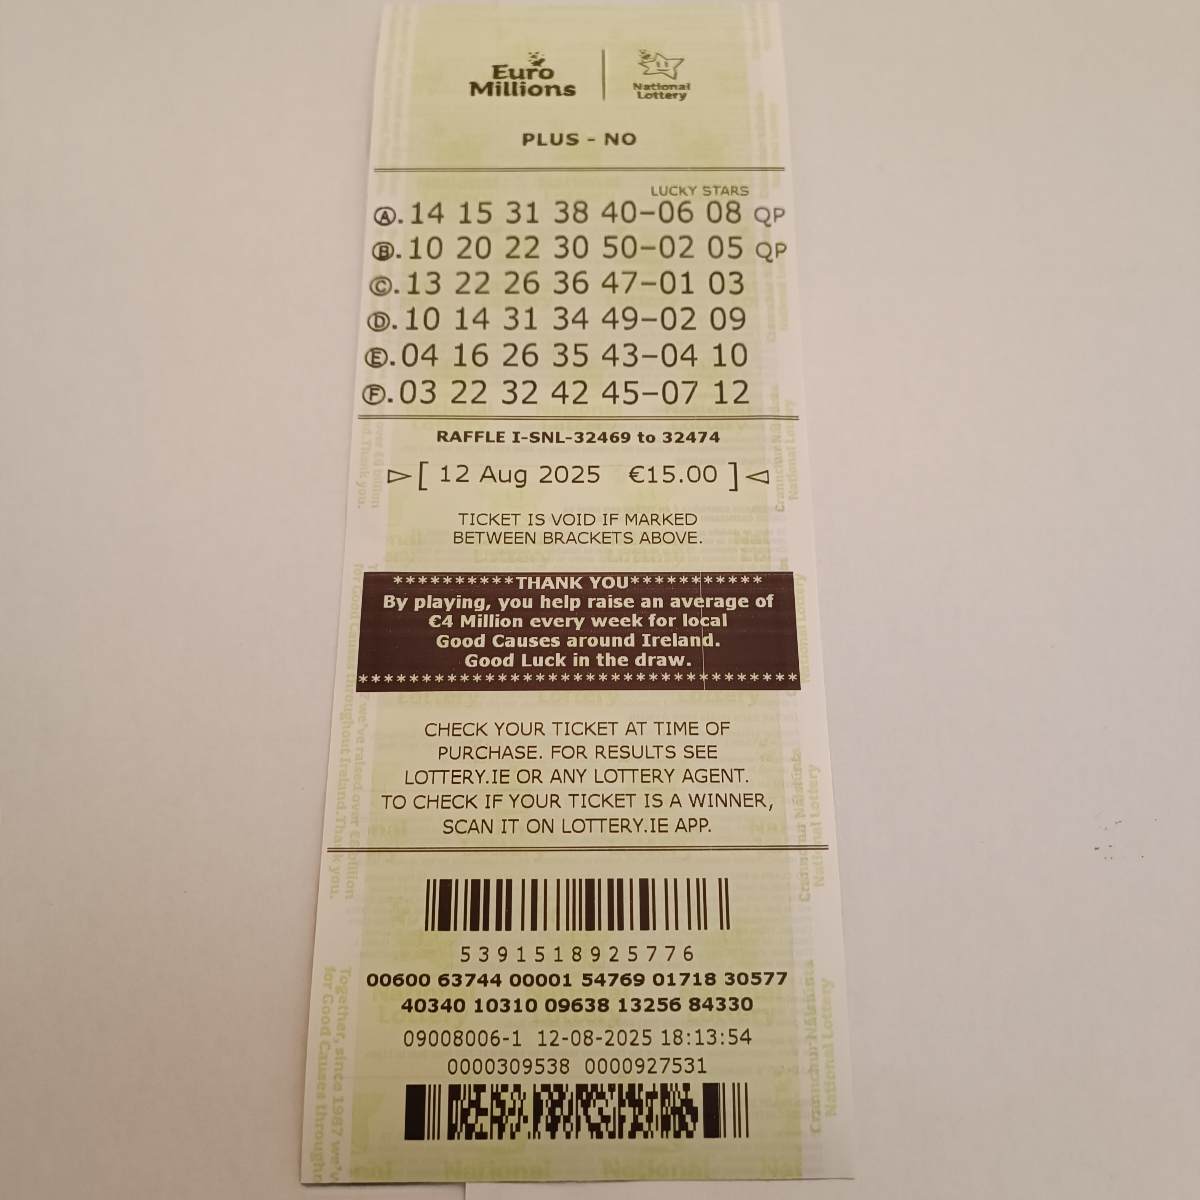 Euro
Millions
National
Lottery
PLUS - NO
LUCKY STARS
A. 14 15 31 38 40-06 08 QP
B. 10 20 22 30 50-02 05 QP
C. 13 22 26 36 47-01 03
D. 10 14 31 34 49-02 09
E. 04 16 26 35 43-04 10
F. 03 22 32 42 45-07 12
RAFFLE I-SNL-32469 to 32474
[ 12 Aug 2025 €15.00 ]
TICKET IS VOID IF MARKED
BETWEEN BRACKETS ABOVE.
**********THANK YOU***********
By playing, you help raise an average of
€4 Million every week for local
Good Causes around Ireland.
Good Luck in the draw.
***********************************
CHECK YOUR TICKET AT TIME OF
PURCHASE. FOR RESULTS SEE
LOTTERY.IE OR ANY LOTTERY AGENT.
TO CHECK IF YOUR TICKET IS A WINNER,
SCAN IT ON LOTTERY.IE APP.
5391518925776
00600 63744 00001 54769 01718 30577
40340 10310 09638 13256 84330
09008006-1 12-08-2025 18:13:54
0000309538 0000927531